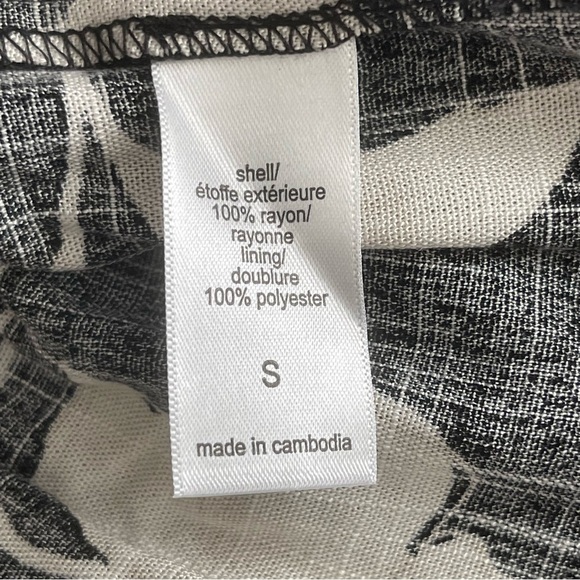 shell/
étoffe extérieure
100% rayon/
rayonne
lining/
doublure
100% polyester
S
made in cambodia